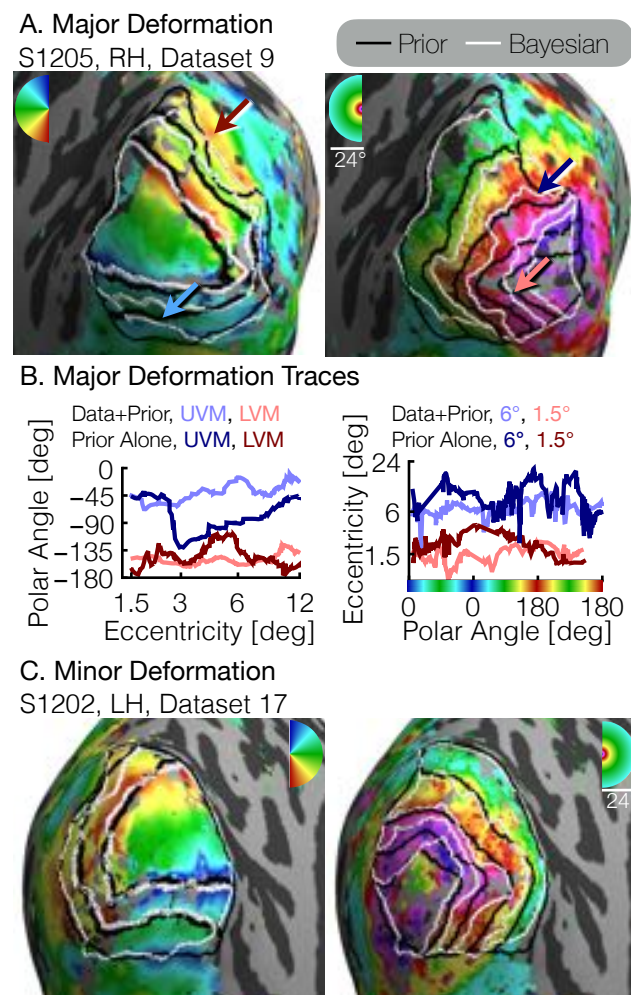 A. Major Deformation
S1205, RH, Dataset 9
Prior
Bayesian
24°
B. Major Deformation Traces
Data+Prior, UVM, LVM
Prior Alone, UVM, LVM
Polar Angle [deg]
0
−45
−90
−135
−180
1.5
3
6
12
Eccentricity [deg]
Data+Prior, 6°, 1.5°
Prior Alone, 6°, 1.5°
Eccentricity [deg]
24
6
1.5
0
0
180
180
Polar Angle [deg]
C. Minor Deformation
S1202, LH, Dataset 17
24